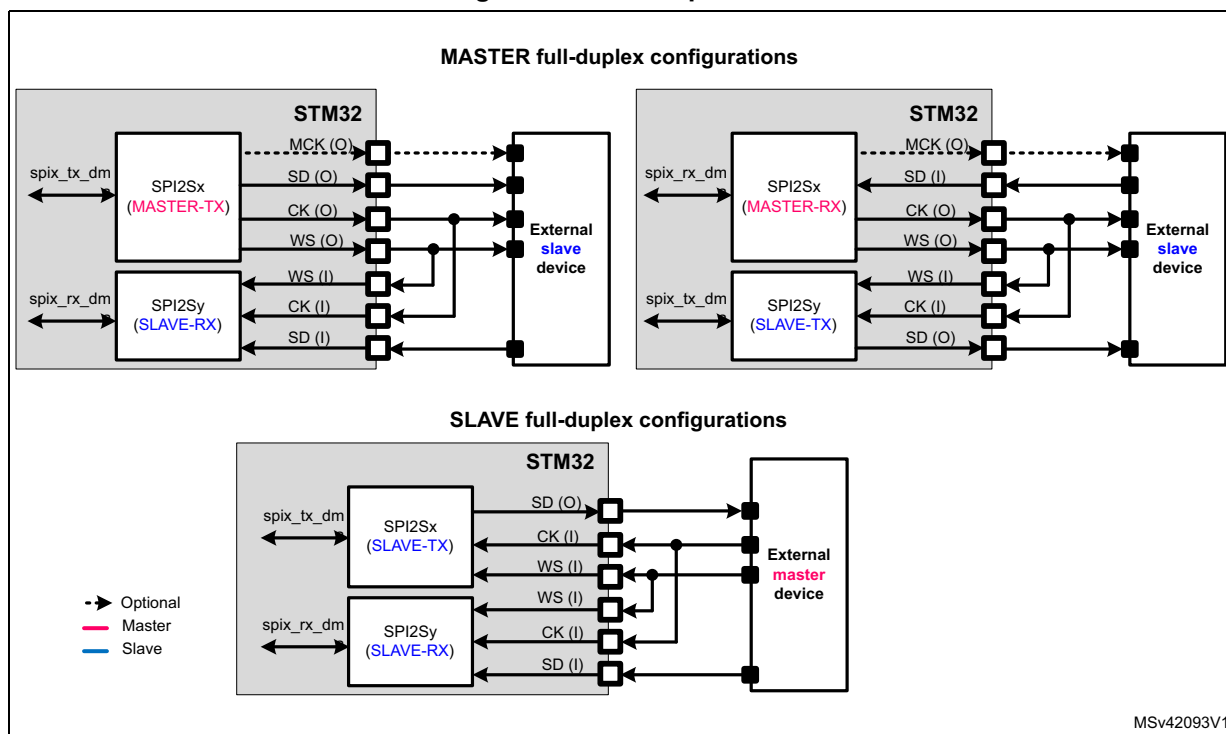 MASTER full-duplex configurations
STM32
MCK (O)
spix_tx_dm
SD (O)
SPI2Sx
(MASTER-TX)
CK (O)
WS (O)
WS (I)
spix_rx_dm
SPI2Sy
(SLAVE-RX)
CK (I)
SD (I)
External
slave
device
STM32
MCK (O)
spix_rx_dm
SD (I)
SPI2Sx
(MASTER-RX)
CK (O)
WS (O)
WS (I)
spix_tx_dm
SPI2Sy
(SLAVE-TX)
CK (I)
SD (O)
External
slave
device
SLAVE full-duplex configurations
STM32
SD (O)
spix_tx_dm
SPI2Sx
(SLAVE-TX)
CK (I)
WS (I)
WS (I)
spix_rx_dm
SPI2Sy
(SLAVE-RX)
CK (I)
SD (I)
External
master
device
Optional
Master
Slave
MSv42093V1